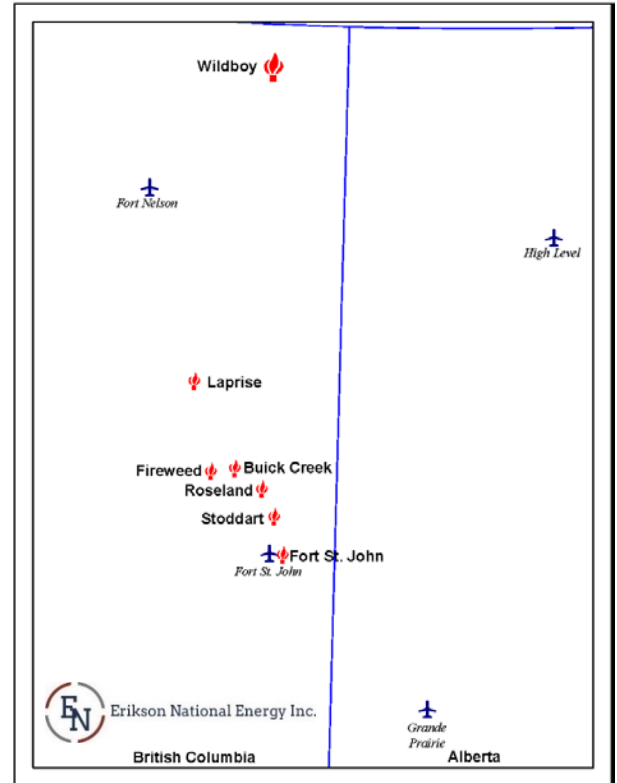 Wildboy
Fort Nelson
High Level
Laprise
Fireweed
Buick Creek
Roseland
Stoddart
Fort St. John
Fort St. John
EN
Erikson National Energy Inc.
Grande
Prairie
British Columbia
Alberta